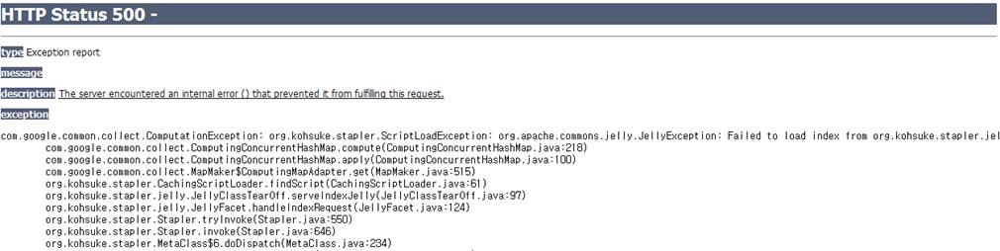 HTTP Status 500 -
type Exception report
message
description The server encountered an internal error () that prevented it from fulfilling this request.
exception
com.google.common.collect.ComputationException: org.kohsuke.stapler.ScriptLoadException: org.apache.commons.jelly.JellyException: Failed to load index from org.kohsuke.stapler.jel
com.google.common.collect.ComputingConcurrentHashMap.compute(ComputingConcurrentHashMap.java:218)
com.google.common.collect.ComputingConcurrentHashMap.apply(ComputingConcurrentHashMap.java:100)
com.google.common.collect.MapMaker$ComputingMapAdapter.get(MapMaker.java:515)
org.kohsuke.stapler.CachingScriptLoader.findScript(CachingScriptLoader.java:61)
org.kohsuke.stapler.jelly.JellyClassTearOff.serveIndexJelly(JellyClassTearOff.java:97)
org.kohsuke.stapler.jelly.JellyFacet.handleIndexRequest(JellyFacet.java:124)
org.kohsuke.stapler.Stapler.tryInvoke(Stapler.java:550)
org.kohsuke.stapler.Stapler.invoke(Stapler.java:646)
org.kohsuke.stapler.MetaClass$6.doDispatch(MetaClass.java:234)